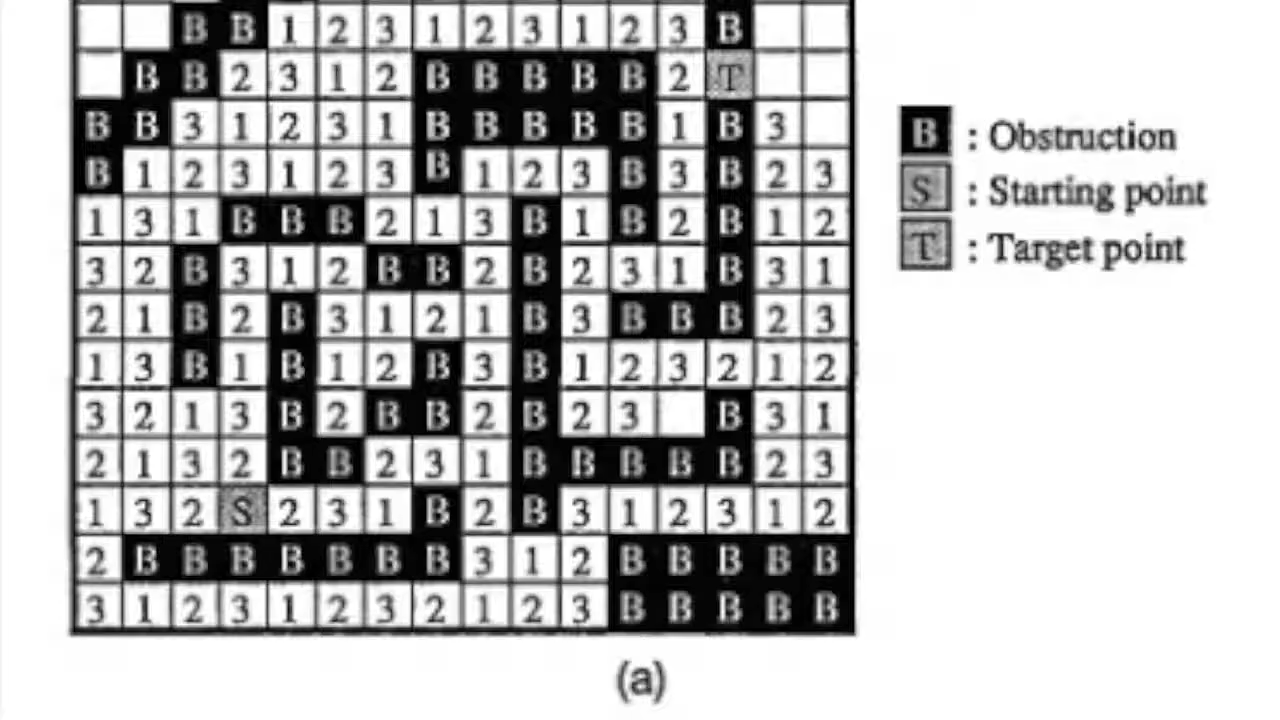 B B 1 2 3 1 2 3 1 2 3 B
B B 2 3 1 2 B B B B B 2 T
B B 3 1 2 3 1 B B B B B 1 B 3
B 1 2 3 1 2 3 B 1 2 3 B 3 B 2 3
1 3 1 B B B 2 1 3 B 1 B 2 B 1 2
3 2 B 3 1 2 B B 2 B 2 3 1 B 3 1
2 1 B 2 B 3 1 2 1 B 3 B B B 2 3
1 3 B 1 B 1 2 B 3 B 1 2 3 2 1 2
3 2 1 3 B 2 B B 2 B 2 3 B 3 1
2 1 3 2 B B 2 3 1 B B B B B 2 3
1 3 2 S 2 3 1 B 2 B 3 1 2 3 1 2
2 B B B B B B B 3 1 2 B B B B B
3 1 2 3 1 2 3 2 1 2 3 B B B B B
B : Obstruction
S : Starting point
T : Target point
(a)